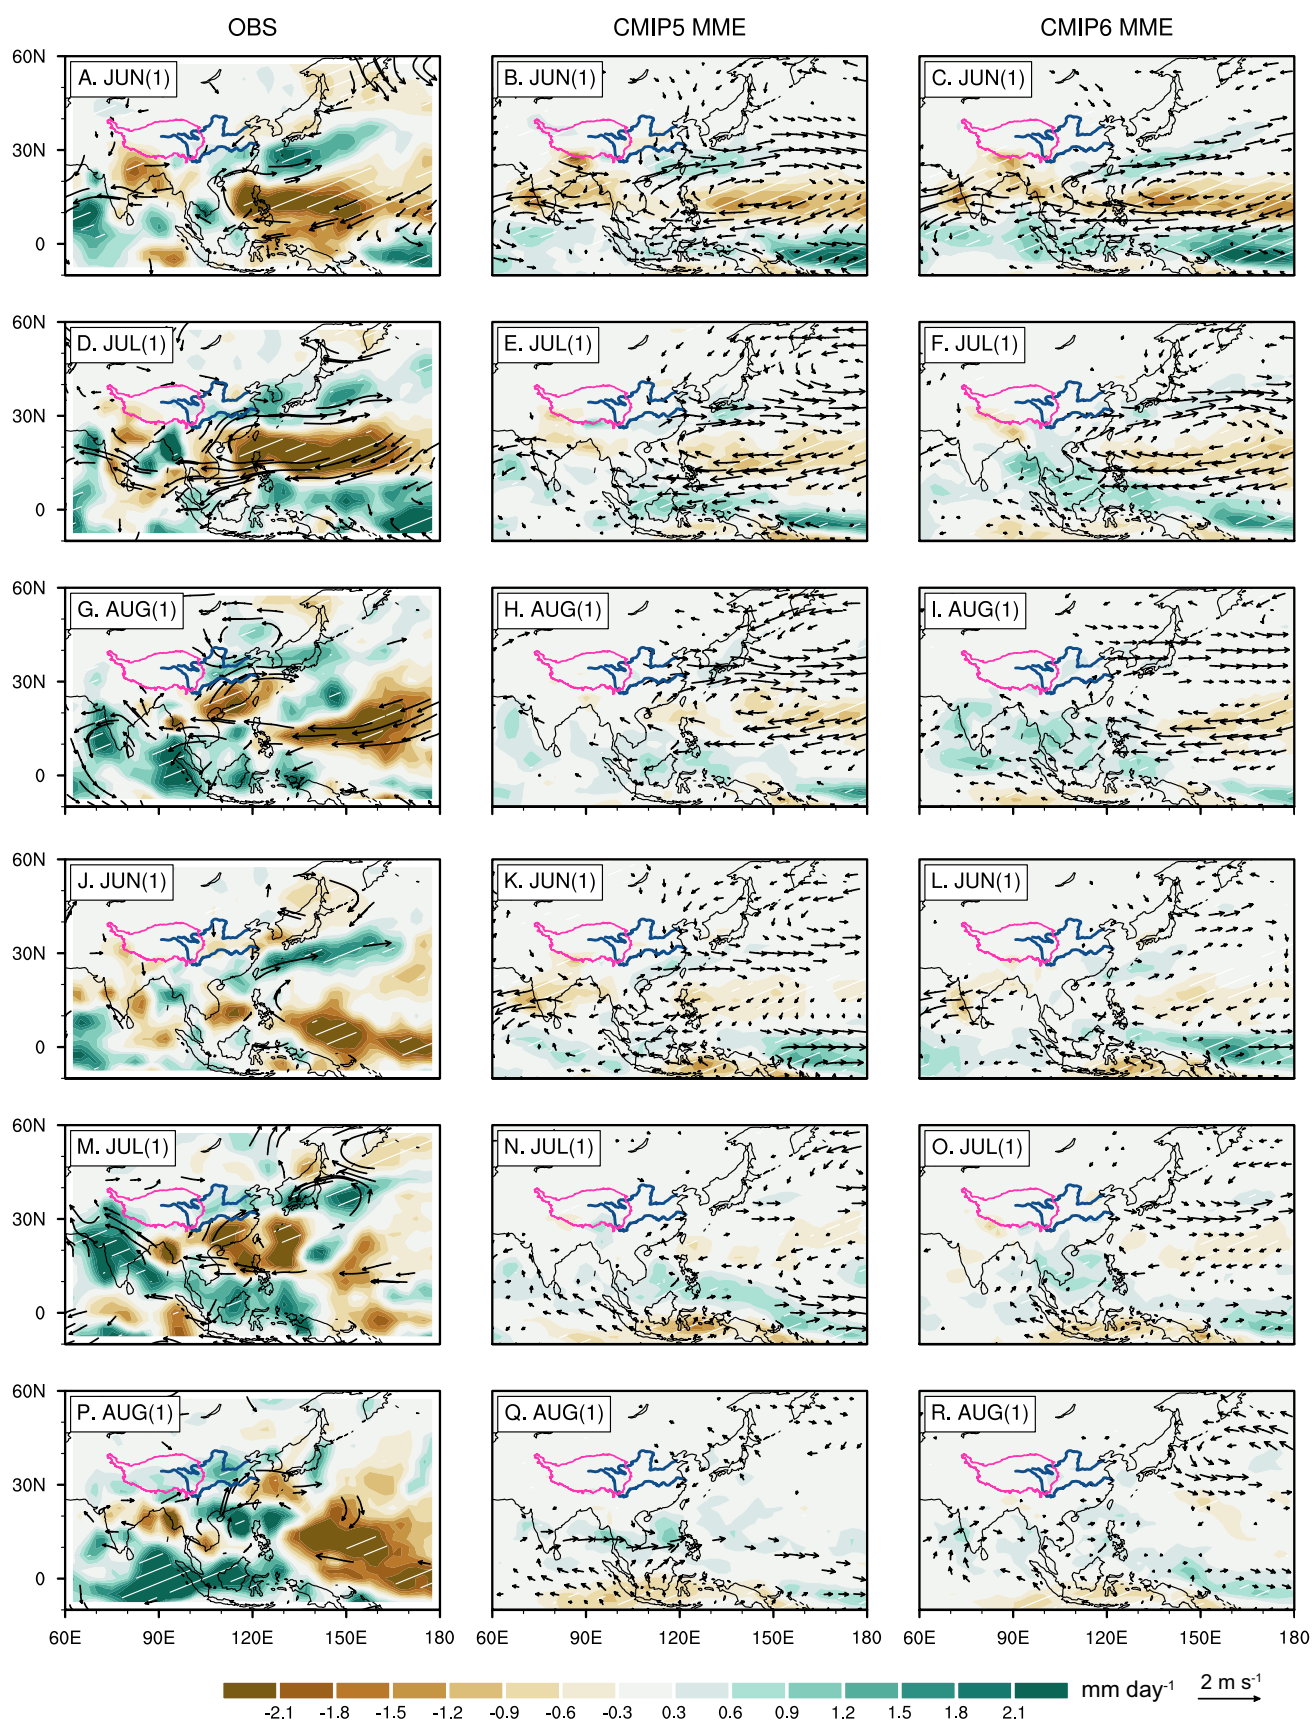 OBS CMIP5 MME CMIP6 MME
60N A. JUN(1) B. JUN(1) C. JUN(1)
30N
0
60N D. JUL(1) E. JUL(1) F. JUL(1)
30N
0
60N G. AUG(1) H. AUG(1) I. AUG(1)
30N
0
60N J. JUN(1) K. JUN(1) L. JUN(1)
30N
0
60N M. JUL(1) N. JUL(1) O. JUL(1)
30N
0
60N P. AUG(1) Q. AUG(1) R. AUG(1)
30N
0
60E 90E 120E 150E 180 60E 90E 120E 150E 180 60E 90E 120E 150E 180
mm day-1 2 m s-1
-2.1 -1.8 -1.5 -1.2 -0.9 -0.6 -0.3 0.3 0.6 0.9 1.2 1.5 1.8 2.1